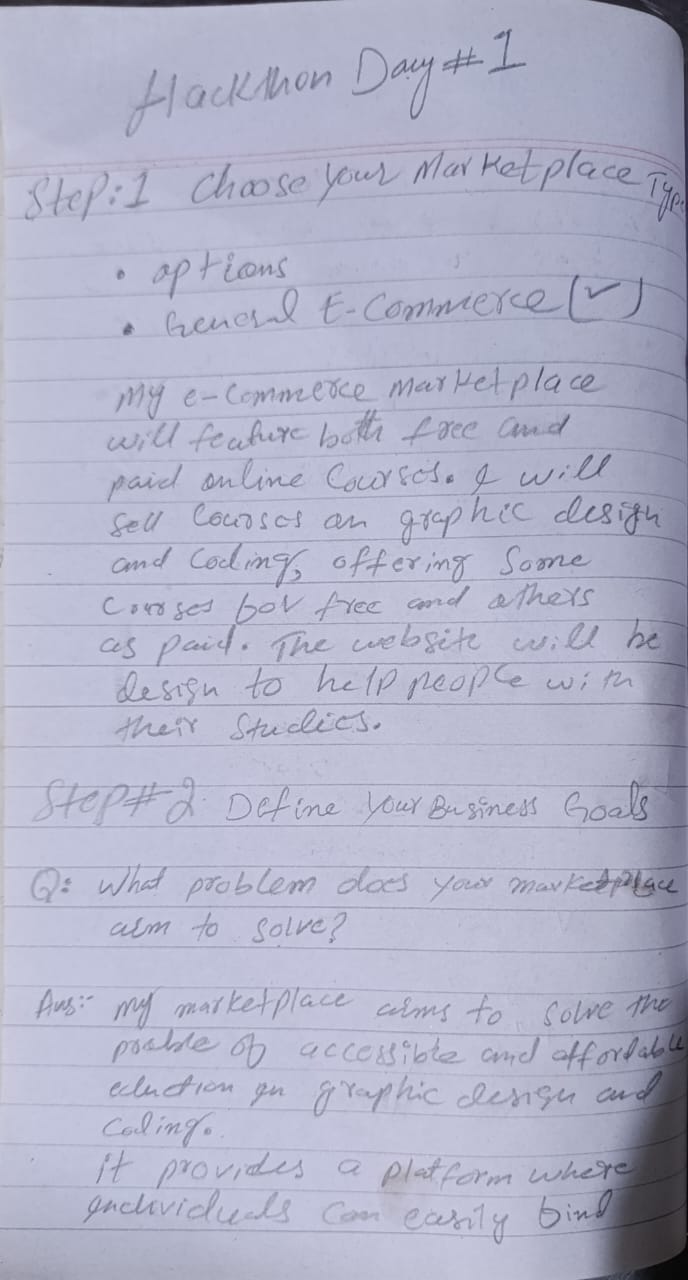 Hackthon Day #1
Step:1 Choose Your Marketplace Type
• options
• General E-Commerce (✓)
My e-commerce marketplace
will feature both free and
paid online Courses. I will
Sell Courses on graphic design
and Coding, offering Some
Courses for free and others
as paid. The website will be
design to help people with
their Studies.
Step#2 Define Your Business Goals
Q: What problem does your marketplace
aim to solve?
Ans:- My marketplace aims to solve the
poable of accessible and affordable
eduction in graphic design and
Coding.
it provides a platform where
individuals can easily find